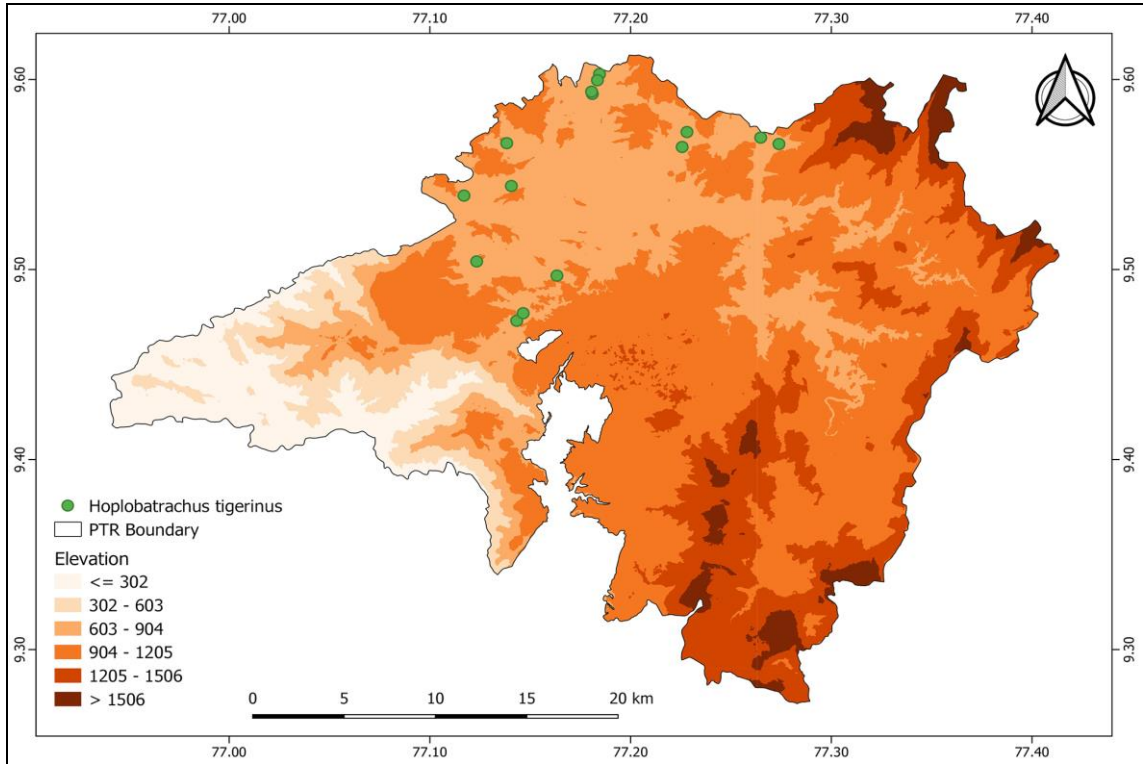 77.00 77.10 77.20 77.30 77.40
9.60 9.60
9.50 9.50
9.40 9.40
Hoplobatrachus tigerinus
PTR Boundary
Elevation
<= 302
302 - 603
603 - 904
904 - 1205
1205 - 1506
> 1506
9.30 9.30
0 5 10 15 20 km
77.00 77.10 77.20 77.30 77.40